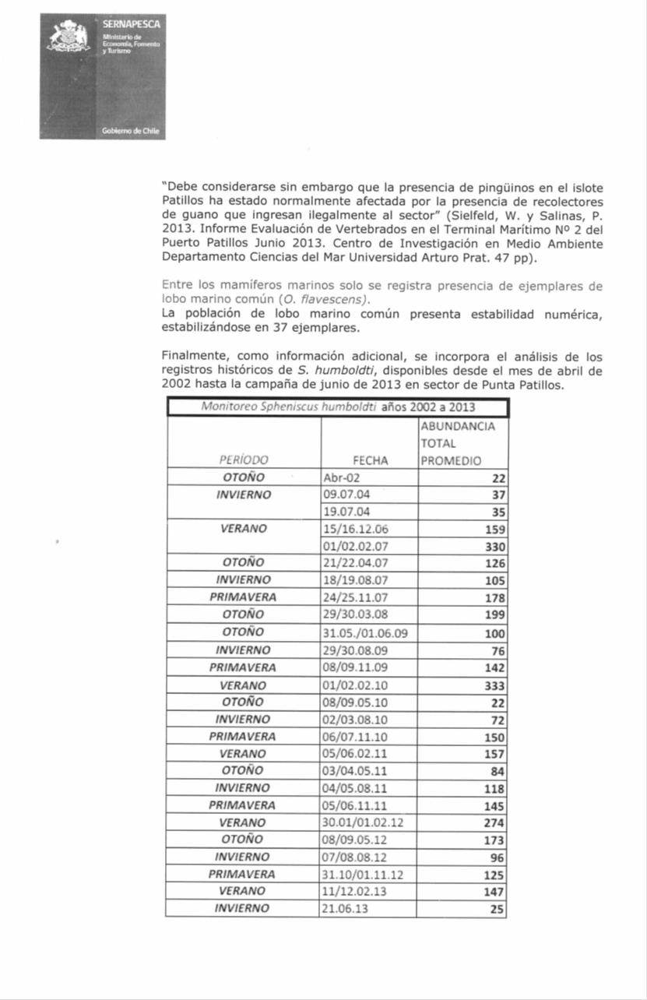 SERNAPESCA
Ministerio de
Economía, Fomento
y Turismo
Gobierno de Chile
"Debe considerarse sin embargo que la presencia de pingüinos en el islote
Patillos ha estado normalmente afectada por la presencia de recolectores
de guano que ingresan ilegalmente al sector" (Sielfeld, W. y Salinas, P.
2013. Informe Evaluación de Vertebrados en el Terminal Marítimo Nº 2 del
Puerto Patillos Junio 2013. Centro de Investigación en Medio Ambiente
Departamento Ciencias del Mar Universidad Arturo Prat. 47 pp).
Entre los mamíferos marinos solo se registra presencia de ejemplares de
lobo marino común (O. flavescens).
La población de lobo marino común presenta estabilidad numérica,
estabilizándose en 37 ejemplares.
Finalmente, como información adicional, se incorpora el análisis de los
registros históricos de S. humboldti, disponibles desde el mes de abril de
2002 hasta la campaña de junio de 2013 en sector de Punta Patillos.
Monitoreo Spheniscus humboldti años 2002 a 2013
PERÍODO FECHA ABUNDANCIA TOTAL PROMEDIO
OTOÑO Abr-02 22
INVIERNO 09.07.04 37
19.07.04 35
VERANO 15/16.12.06 159
01/02.02.07 330
OTOÑO 21/22.04.07 126
INVIERNO 18/19.08.07 105
PRIMAVERA 24/25.11.07 178
OTOÑO 29/30.03.08 199
OTOÑO 31.05./01.06.09 100
INVIERNO 29/30.08.09 76
PRIMAVERA 08/09.11.09 142
VERANO 01/02.02.10 333
OTOÑO 08/09.05.10 22
INVIERNO 02/03.08.10 72
PRIMAVERA 06/07.11.10 150
VERANO 05/06.02.11 157
OTOÑO 03/04.05.11 84
INVIERNO 04/05.08.11 118
PRIMAVERA 05/06.11.11 145
VERANO 30.01/01.02.12 274
OTOÑO 08/09.05.12 173
INVIERNO 07/08.08.12 96
PRIMAVERA 31.10/01.11.12 125
VERANO 11/12.02.13 147
INVIERNO 21.06.13 25